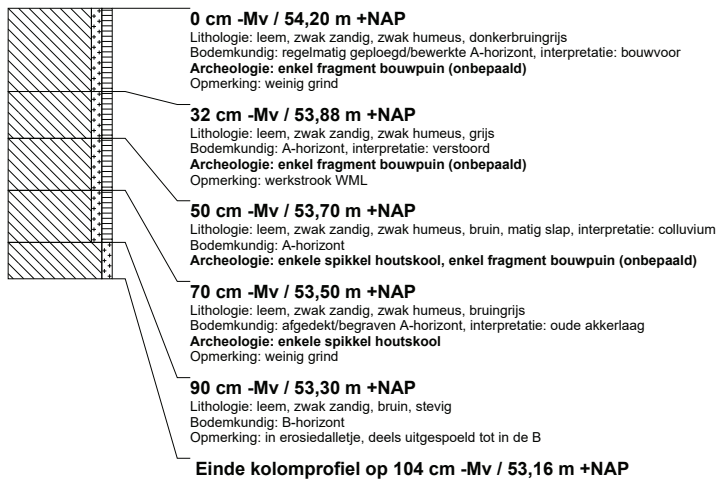 0 cm -Mv / 54,20 m +NAP
Lithologie: leem, zwak zandig, zwak humeus, donkerbruingrijs
Bodemkundig: regelmatig geploegd/bewerkte A-horizont, interpretatie: bouwvoor
Archeologie: enkel fragment bouwpuin (onbepaald)
Opmerking: weinig grind
32 cm -Mv / 53,88 m +NAP
Lithologie: leem, zwak zandig, zwak humeus, grijs
Bodemkundig: A-horizont, interpretatie: verstoord
Archeologie: enkel fragment bouwpuin (onbepaald)
Opmerking: werkstrook WML
50 cm -Mv / 53,70 m +NAP
Lithologie: leem, zwak zandig, zwak humeus, bruin, matig slap, interpretatie: colluvium
Bodemkundig: A-horizont
Archeologie: enkele spikkel houtskool, enkel fragment bouwpuin (onbepaald)
70 cm -Mv / 53,50 m +NAP
Lithologie: leem, zwak zandig, zwak humeus, bruingrijs
Bodemkundig: afgedekt/begraven A-horizont, interpretatie: oude akkerlaag
Archeologie: enkele spikkel houtskool
Opmerking: weinig grind
90 cm -Mv / 53,30 m +NAP
Lithologie: leem, zwak zandig, bruin, stevig
Bodemkundig: B-horizont
Opmerking: in erosiedalletje, deels uitgespoeld tot in de B
Einde kolomprofiel op 104 cm -Mv / 53,16 m +NAP